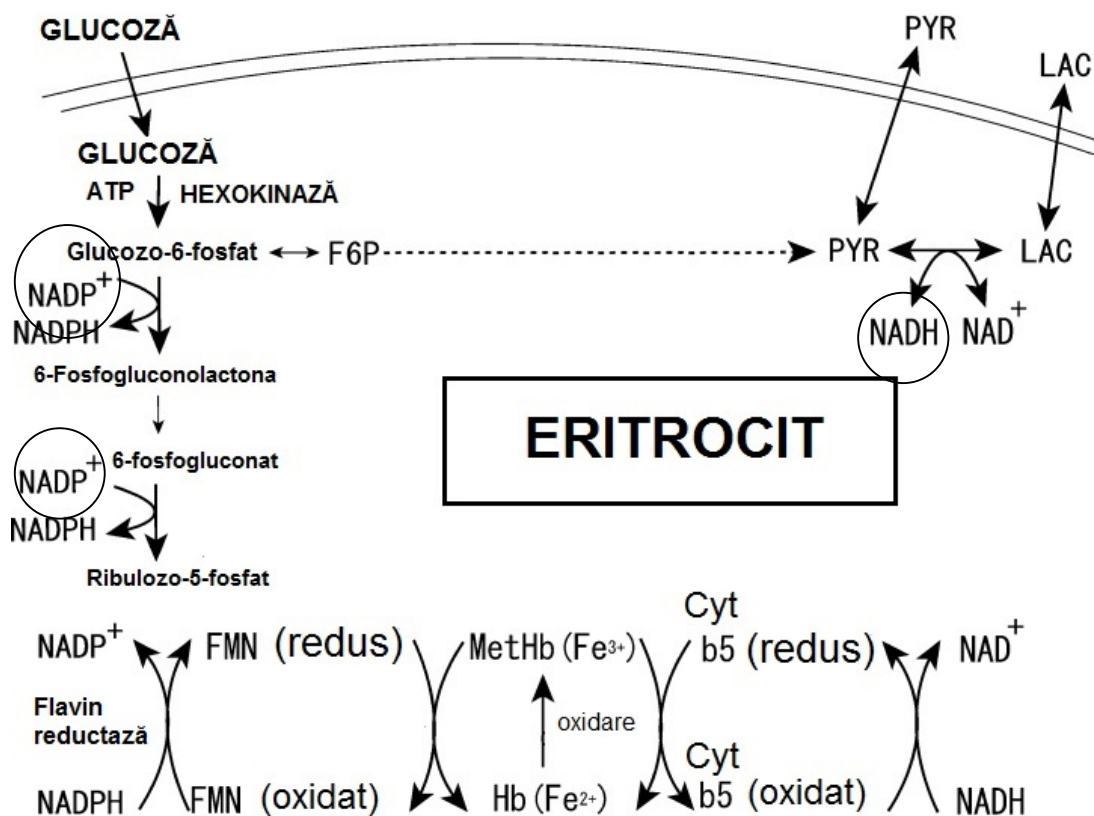 GLUCOZĂ
PYR
LAC
GLUCOZĂ
ATP HEXOKINAZĂ
Glucozo-6-fosfat F6P PYR LAC
NADP+
NADPH
NADH NAD+
6-Fosfogluconolactona
ERITROCIT
6-fosfogluconat
NADP+
NADPH
Ribulozo-5-fosfat
NADP+ FMN (redus) MetHb (Fe3+) Cyt b5 (redus) NAD+
Flavin
reductază
oxidare
NADPH FMN (oxidat) Hb (Fe2+) Cyt b5 (oxidat) NADH